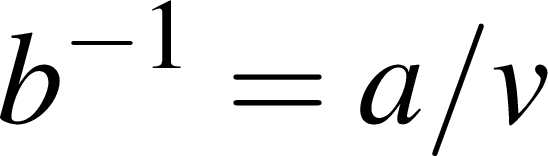 b⁻¹ = a/v